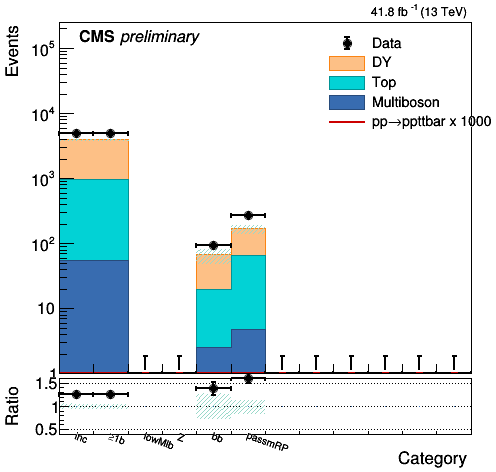 41.8 fb⁻¹ (13 TeV)
CMS preliminary
Events
Data
DY
Top
Multiboson
pp→ppttbar x 1000
10⁵
10⁴
10³
10²
10
1
Ratio
1.5
1
0.5
inc ≥1b lowMlb Z bb passmRP
Category